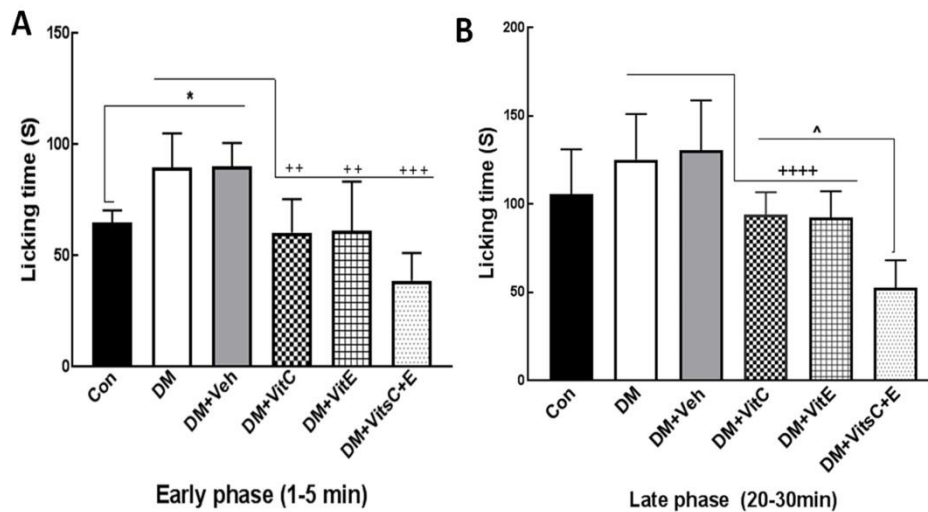 A
Licking time (S)
150
100
50
0
*
++
++
+++
Con
DM
DM+Veh
DM+VitC
DM+VitE
DM+VitsC+E
Early phase (1-5 min)
B
Licking time (S)
200
150
100
50
0
^
++++
Con
DM
DM+Veh
DM+VitC
DM+VitE
DM+VitsC+E
Late phase (20-30min)